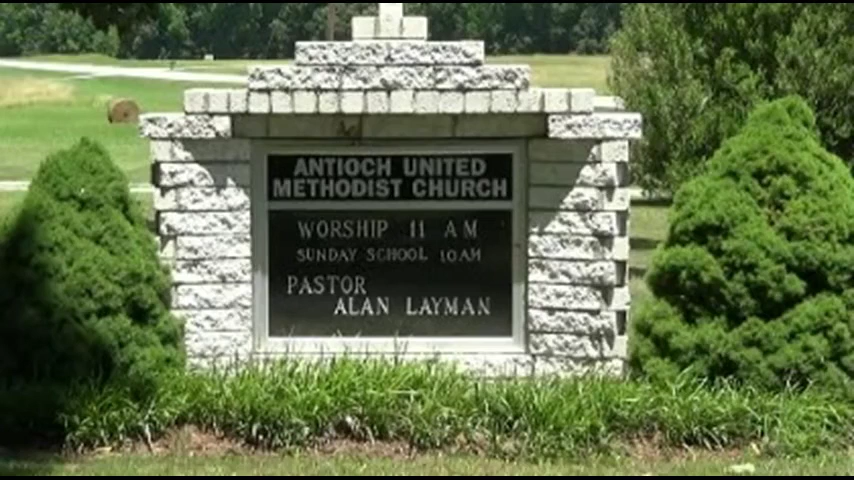 ANTIOCH UNITED
METHODIST CHURCH
WORSHIP 11 AM
SUNDAY SCHOOL 10AM
PASTOR
ALAN LAYMAN